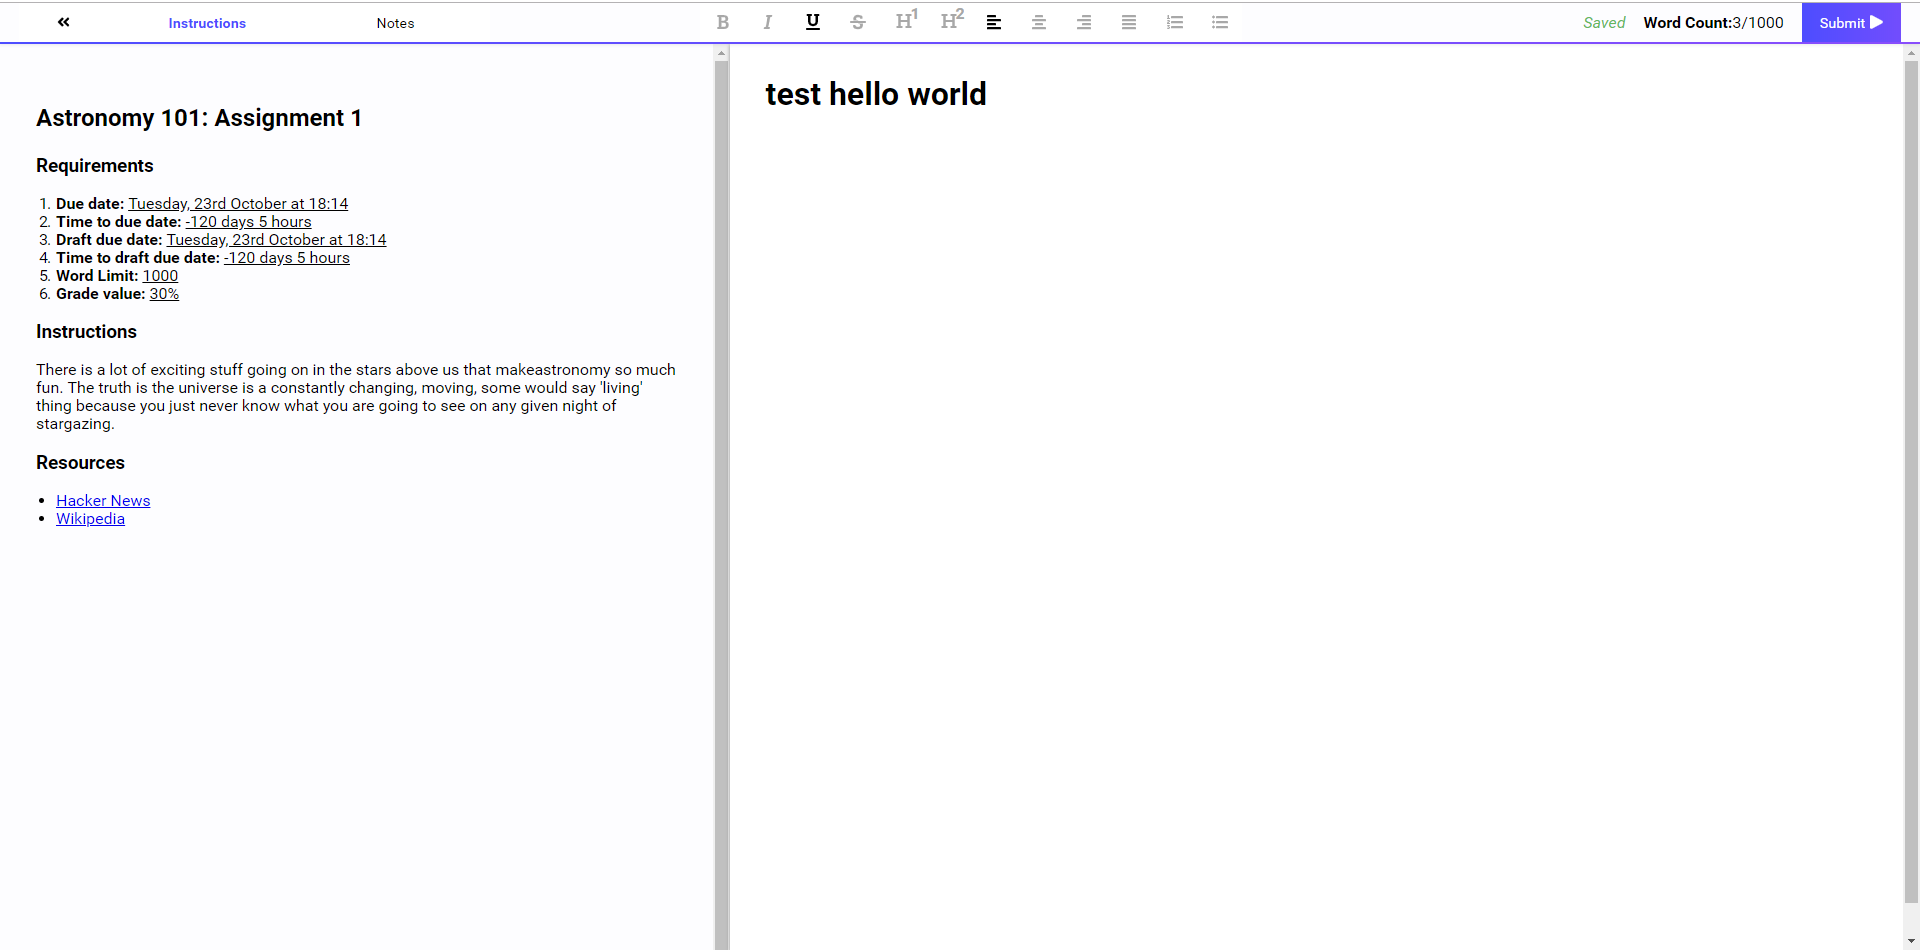 Instructions Notes B I U S H1 H2 Saved Word Count:3/1000 Submit
Astronomy 101: Assignment 1
Requirements
1. Due date: Tuesday, 23rd October at 18:14
2. Time to due date: -120 days 5 hours
3. Draft due date: Tuesday, 23rd October at 18:14
4. Time to draft due date: -120 days 5 hours
5. Word Limit: 1000
6. Grade value: 30%
Instructions
There is a lot of exciting stuff going on in the stars above us that makeastronomy so much
fun. The truth is the universe is a constantly changing, moving, some would say 'living'
thing because you just never know what you are going to see on any given night of
stargazing.
Resources
Hacker News
Wikipedia
test hello world